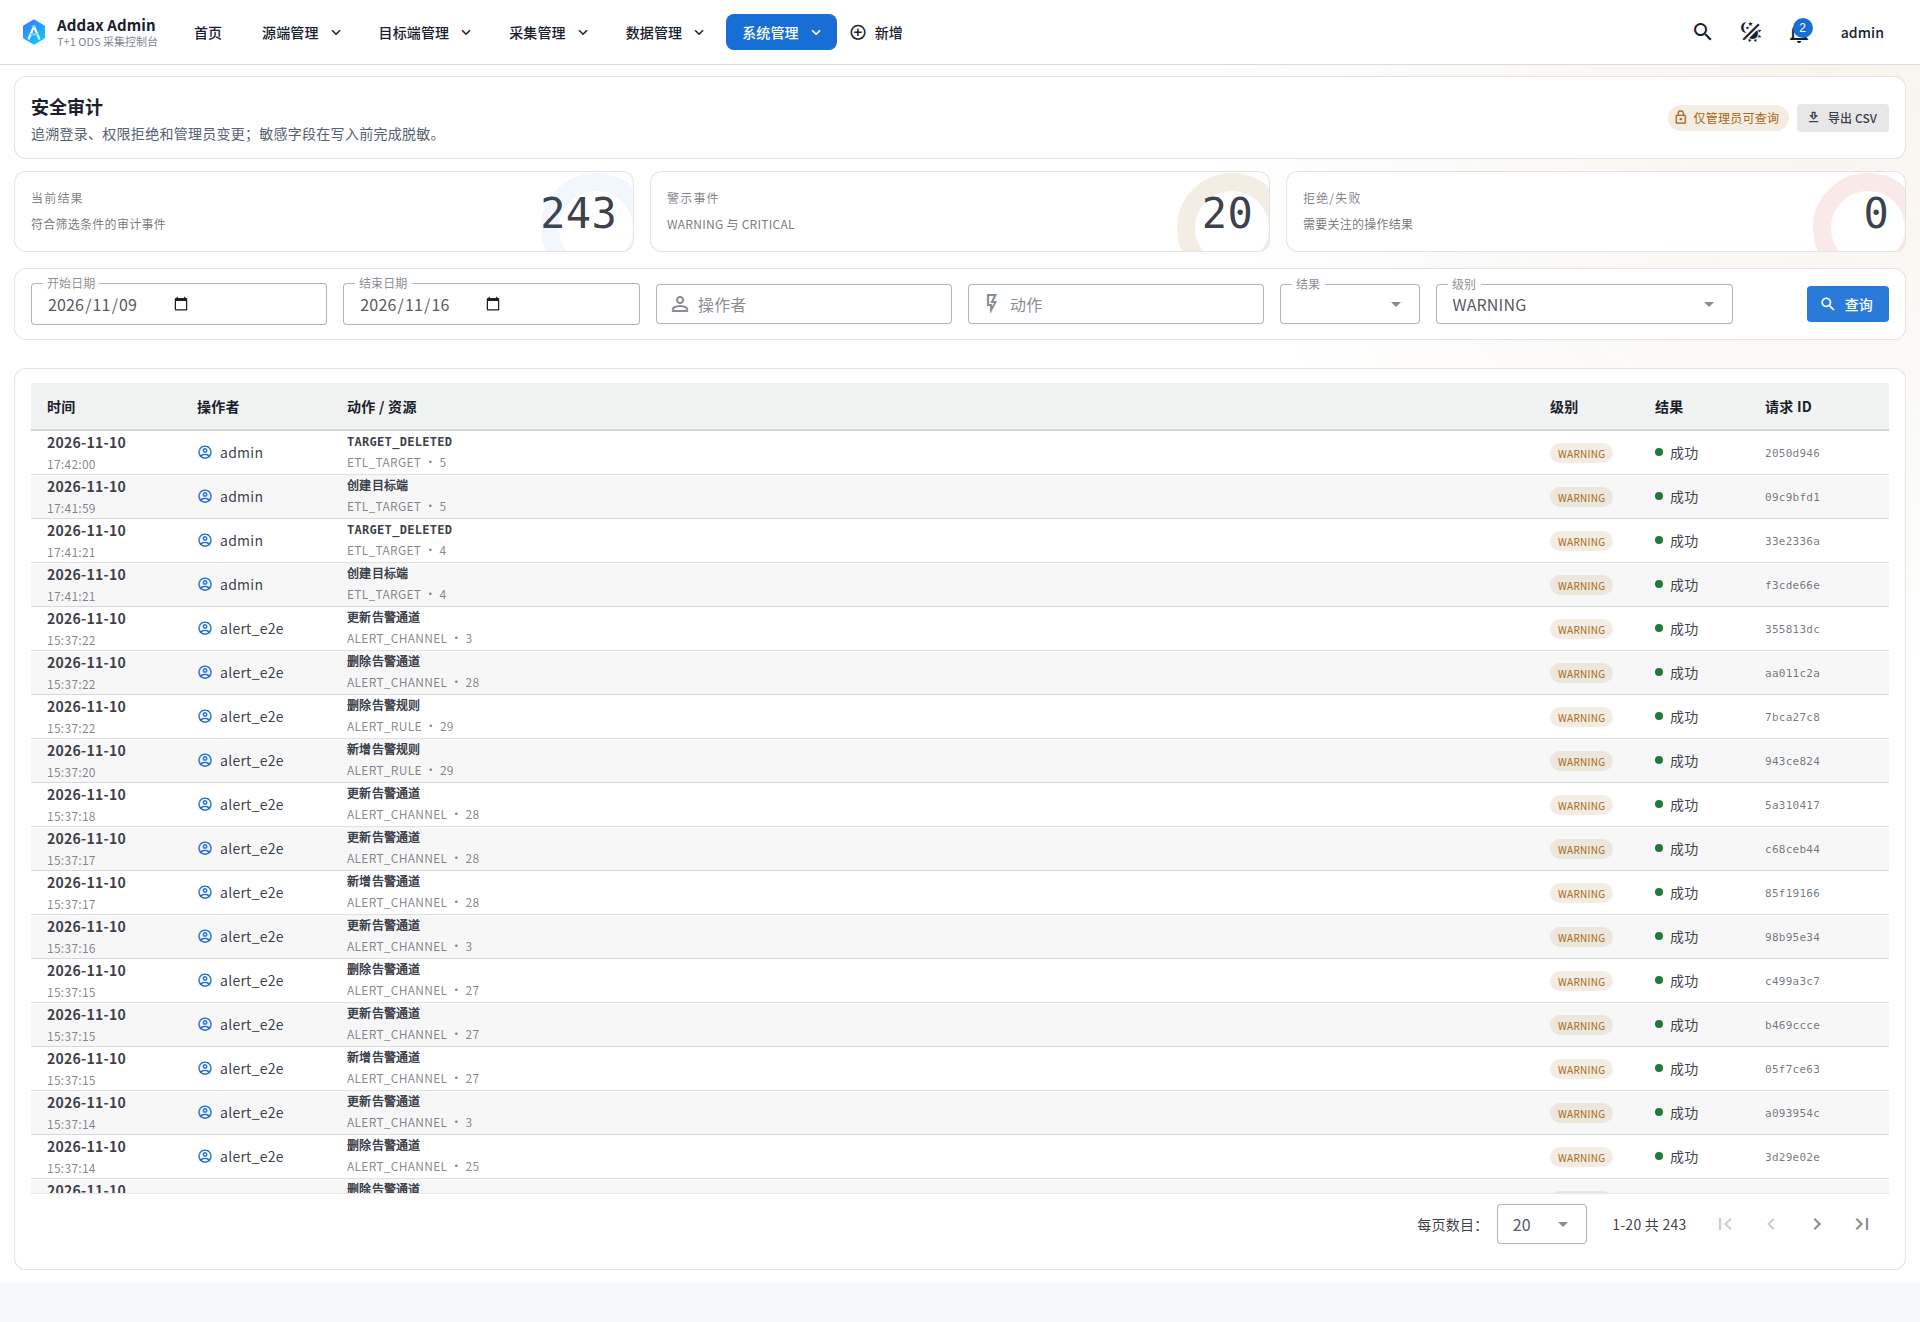 Addax Admin
T+1 ODS 采集控制台
首页
源端管理
目标端管理
采集管理
数据管理
系统管理
新增
2
admin
安全审计
追溯登录、权限拒绝和管理员变更；敏感字段在写入前完成脱敏。
仅管理员可查询
导出 CSV
当前结果
符合筛选条件的审计事件
243
警示事件
WARNING 与 CRITICAL
20
拒绝/失败
需要关注的操作结果
0
开始日期
2026/11/09
结束日期
2026/11/16
操作者
动作
结果
级别
WARNING
查询
时间 操作者 动作 / 资源 级别 结果 请求 ID
2026-11-10 17:42:00 admin TARGET_DELETED ETL_TARGET • 5 WARNING 成功 2050d946
2026-11-10 17:41:59 admin 创建目标端 ETL_TARGET • 5 WARNING 成功 09c9bfd1
2026-11-10 17:41:21 admin TARGET_DELETED ETL_TARGET • 4 WARNING 成功 33e2336a
2026-11-10 17:41:21 admin 创建目标端 ETL_TARGET • 4 WARNING 成功 f3cde66e
2026-11-10 15:37:22 alert_e2e 更新告警通道 ALERT_CHANNEL • 3 WARNING 成功 355813dc
2026-11-10 15:37:22 alert_e2e 删除告警通道 ALERT_CHANNEL • 28 WARNING 成功 aa011c2a
2026-11-10 15:37:22 alert_e2e 删除告警规则 ALERT_RULE • 29 WARNING 成功 7bca27c8
2026-11-10 15:37:20 alert_e2e 新增告警规则 ALERT_RULE • 29 WARNING 成功 943ce824
2026-11-10 15:37:18 alert_e2e 更新告警通道 ALERT_CHANNEL • 28 WARNING 成功 5a310417
2026-11-10 15:37:17 alert_e2e 更新告警通道 ALERT_CHANNEL • 28 WARNING 成功 c68ceb44
2026-11-10 15:37:17 alert_e2e 新增告警通道 ALERT_CHANNEL • 28 WARNING 成功 85f19166
2026-11-10 15:37:16 alert_e2e 更新告警通道 ALERT_CHANNEL • 3 WARNING 成功 98b95e34
2026-11-10 15:37:15 alert_e2e 删除告警通道 ALERT_CHANNEL • 27 WARNING 成功 c499a3c7
2026-11-10 15:37:15 alert_e2e 更新告警通道 ALERT_CHANNEL • 27 WARNING 成功 b469ccce
2026-11-10 15:37:15 alert_e2e 新增告警通道 ALERT_CHANNEL • 27 WARNING 成功 05f7ce63
2026-11-10 15:37:14 alert_e2e 更新告警通道 ALERT_CHANNEL • 3 WARNING 成功 a093954c
2026-11-10 15:37:14 alert_e2e 删除告警通道 ALERT_CHANNEL • 25 WARNING 成功 3d29e02e
2026-11-10 删除告警通道
每页数目： 20 1-20 共 243